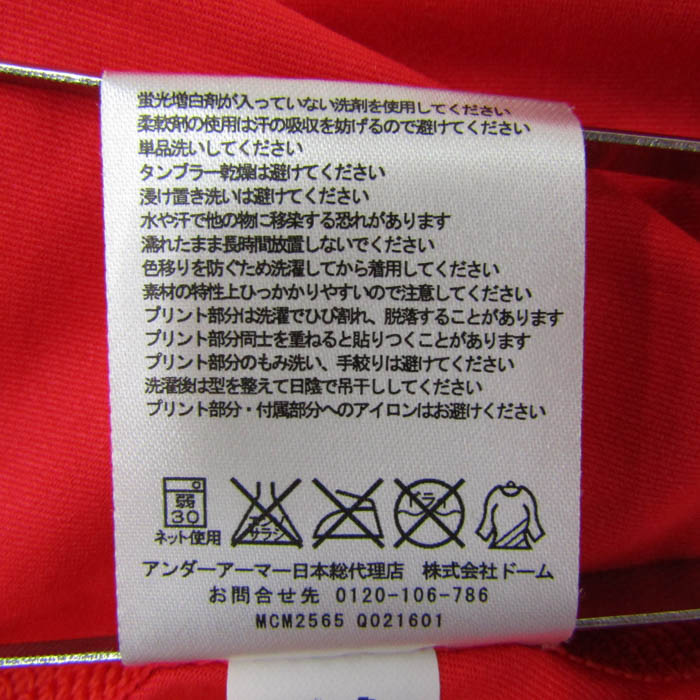 蛍光増白剤が入っていない洗剤を使用してください
柔軟剤の使用は汗の吸収を妨げるので避けてください
単品洗いしてください
タンブラー乾燥は避けてください
浸け置き洗いは避けてください
水や汗で他の物に移染する恐れがあります
濡れたまま長時間放置しないでください
色移りを防ぐため洗濯してから着用してください
素材の特性上ひっかかりやすいので注意してください
プリント部分は洗濯でひび割れ、脱落することがあります
プリント部分同士を重ねると貼りつくことがあります
プリント部分のもみ洗い、手絞りは避けてください
洗濯後は型を整えて日陰で吊干ししてください
プリント部分・付属部分へのアイロンはお避けください
弱
30
ネット使用
エンソ
サラシ
ドライ
アンダーアーマー日本総代理店 株式会社ドーム
お問合せ先 0120-106-786
MCM2565 Q021601